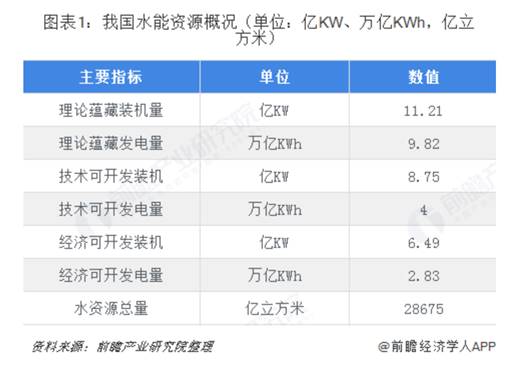 图表1：我国水能资源概况（单位：亿KW、万亿KWh，亿立
方米）
主要指标 单位 数值
理论蕴藏装机量 亿KW 11.21
理论蕴藏发电量 万亿KWh 9.82
技术可开发装机 亿KW 8.75
技术可开发电量 万亿KWh 4
经济可开发装机 亿KW 6.49
经济可开发电量 万亿KWh 2.83
水资源总量 亿立方米 28675
资料来源：前瞻产业研究院整理 @前瞻经济学人APP